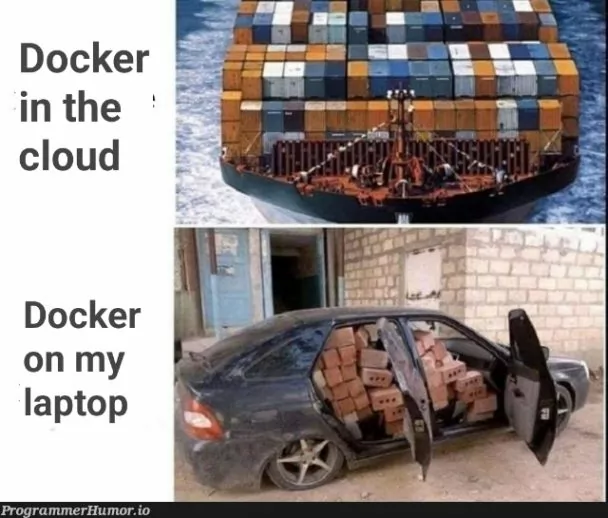 Docker
in the
cloud
Docker
on my
laptop
ProgrammerHumor.io